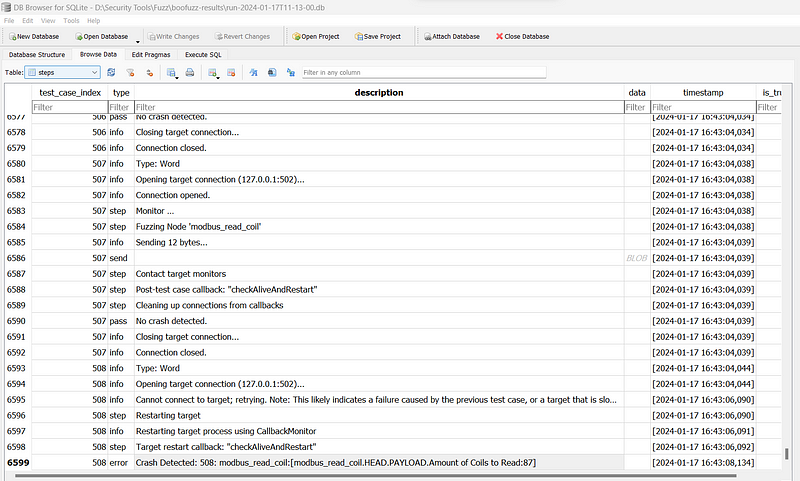 DB Browser for SQLite - D:\Security Tools\Fuzz\boofuzz-results\run-2024-01-17T11-13-00.db
File Edit View Tools Help
New Database Open Database Write Changes Revert Changes Open Project Save Project Attach Database Close Database
Database Structure Browse Data Edit Pragmas Execute SQL
Table: steps Filter in any column
test_case_index type description data timestamp is_tru
Filter Filter Filter Filter Filter Filter
6577 506 pass No crash detected. [2024-01-17 16:43:04,034]
6578 506 info Closing target connection... [2024-01-17 16:43:04,034]
6579 506 info Connection closed. [2024-01-17 16:43:04,034]
6580 507 info Type: Word [2024-01-17 16:43:04,038]
6581 507 info Opening target connection (127.0.0.1:502)... [2024-01-17 16:43:04,038]
6582 507 info Connection opened. [2024-01-17 16:43:04,038]
6583 507 step Monitor ... [2024-01-17 16:43:04,038]
6584 507 step Fuzzing Node 'modbus_read_coil' [2024-01-17 16:43:04,038]
6585 507 info Sending 12 bytes... [2024-01-17 16:43:04,039]
6586 507 send BLOB [2024-01-17 16:43:04,039]
6587 507 step Contact target monitors [2024-01-17 16:43:04,039]
6588 507 step Post-test case callback: "checkAliveAndRestart" [2024-01-17 16:43:04,039]
6589 507 step Cleaning up connections from callbacks [2024-01-17 16:43:04,039]
6590 507 pass No crash detected. [2024-01-17 16:43:04,039]
6591 507 info Closing target connection... [2024-01-17 16:43:04,039]
6592 507 info Connection closed. [2024-01-17 16:43:04,039]
6593 508 info Type: Word [2024-01-17 16:43:04,044]
6594 508 info Opening target connection (127.0.0.1:502)... [2024-01-17 16:43:04,044]
6595 508 info Cannot connect to target; retrying. Note: This likely indicates a failure caused by the previous test case, or a target that is slo... [2024-01-17 16:43:06,090]
6596 508 step Restarting target [2024-01-17 16:43:06,090]
6597 508 info Restarting target process using CallbackMonitor [2024-01-17 16:43:06,091]
6598 508 step Target restart callback: "checkAliveAndRestart" [2024-01-17 16:43:06,092]
6599 508 error Crash Detected: 508: modbus_read_coil:[modbus_read_coil.HEAD.PAYLOAD.Amount of Coils to Read:87] [2024-01-17 16:43:08,134]